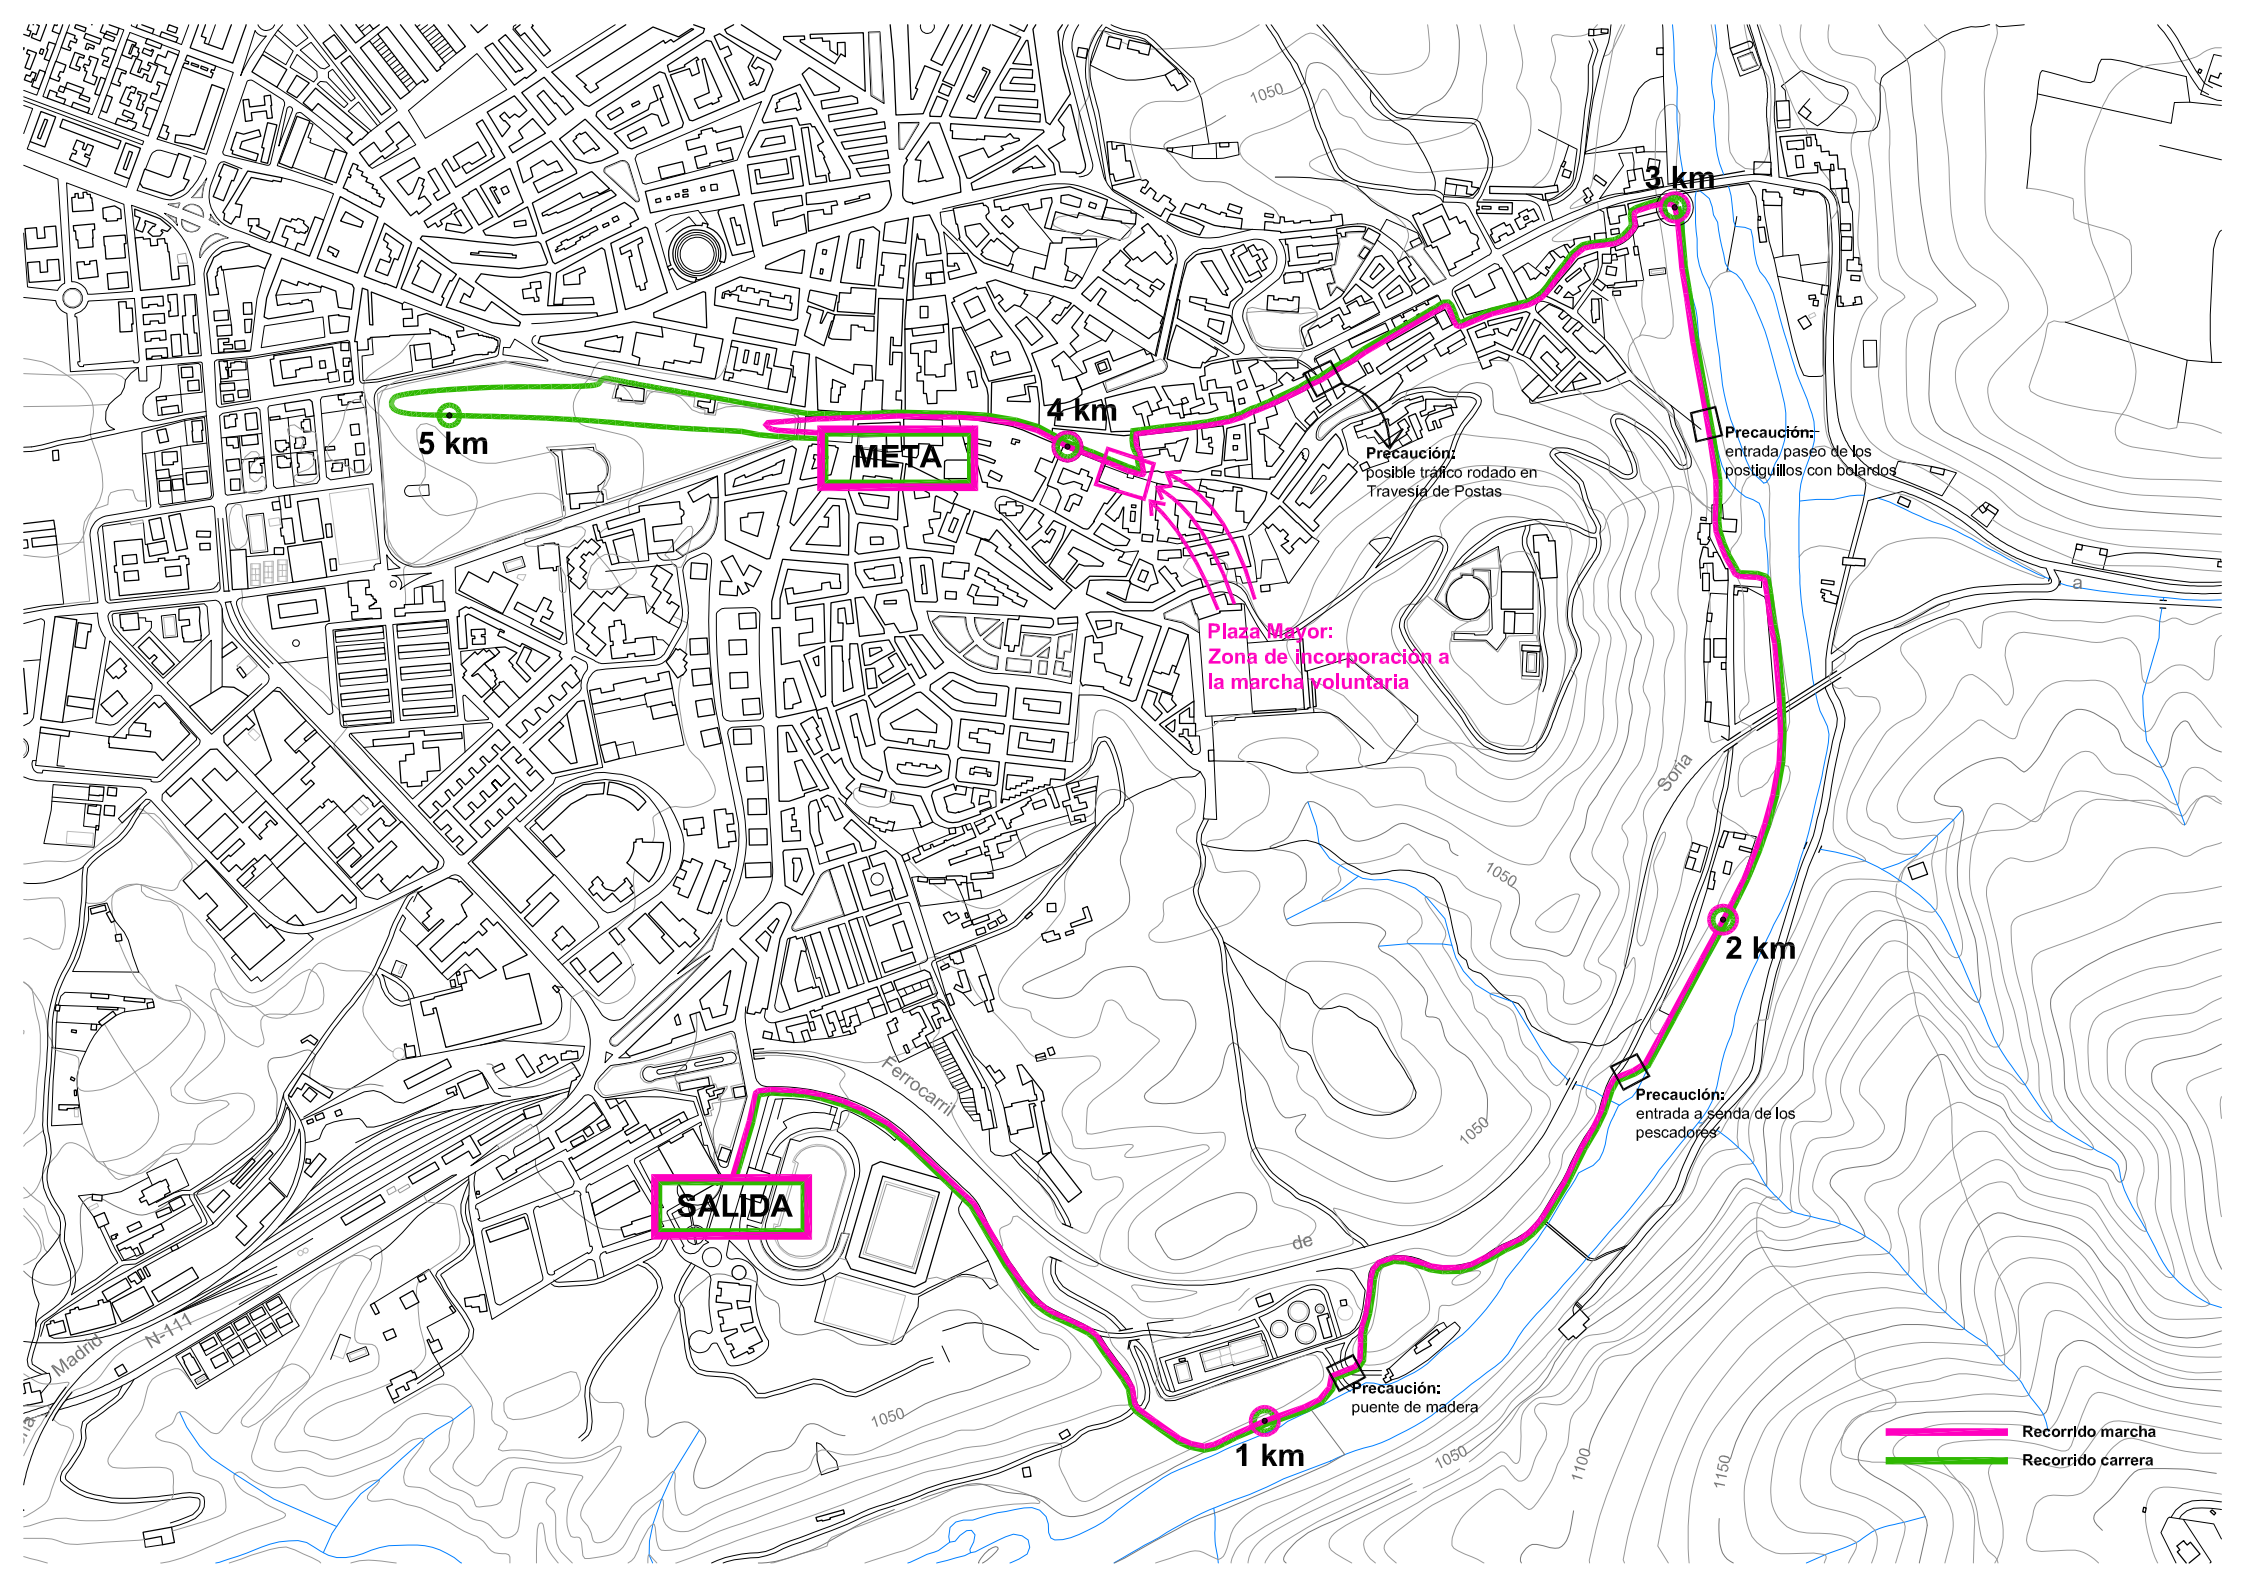 1050
3 km
4 km
5 km
META
Precaución:
entrada paseo de los
postiguillos con bolardos
Precaución:
posible tráfico rodado en
Travesía de Postas
a
Plaza Mayor:
Zona de incorporación a
la marcha voluntaria
Soria
1050
2 km
Ferrocarril
Precaución:
entrada a senda de los
pescadores
1050
SALIDA
de
N-111
Madrid
Precaución:
puente de madera
1050
1 km
1050
1100
1150
Recorrido marcha
Recorrido carrera